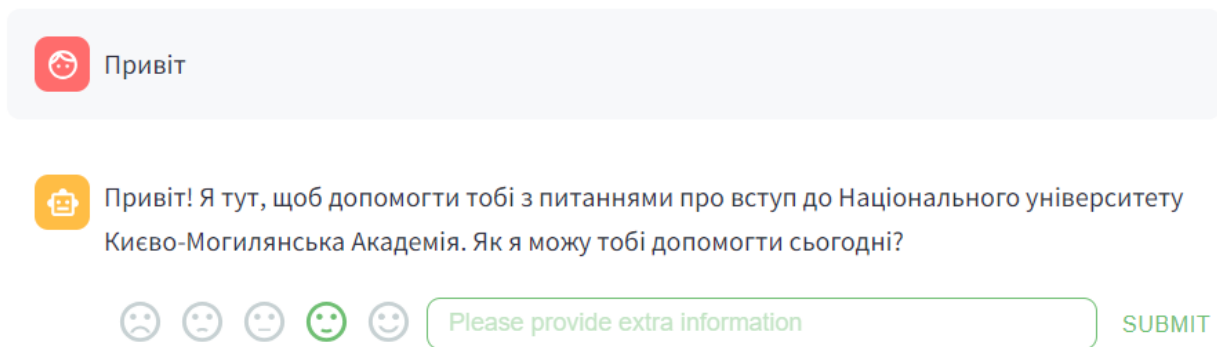 Привіт
Привіт! Я тут, щоб допомогти тобі з питаннями про вступ до Національного університету
Києво-Могилянська Академія. Як я можу тобі допомогти сьогодні?
Please provide extra information SUBMIT